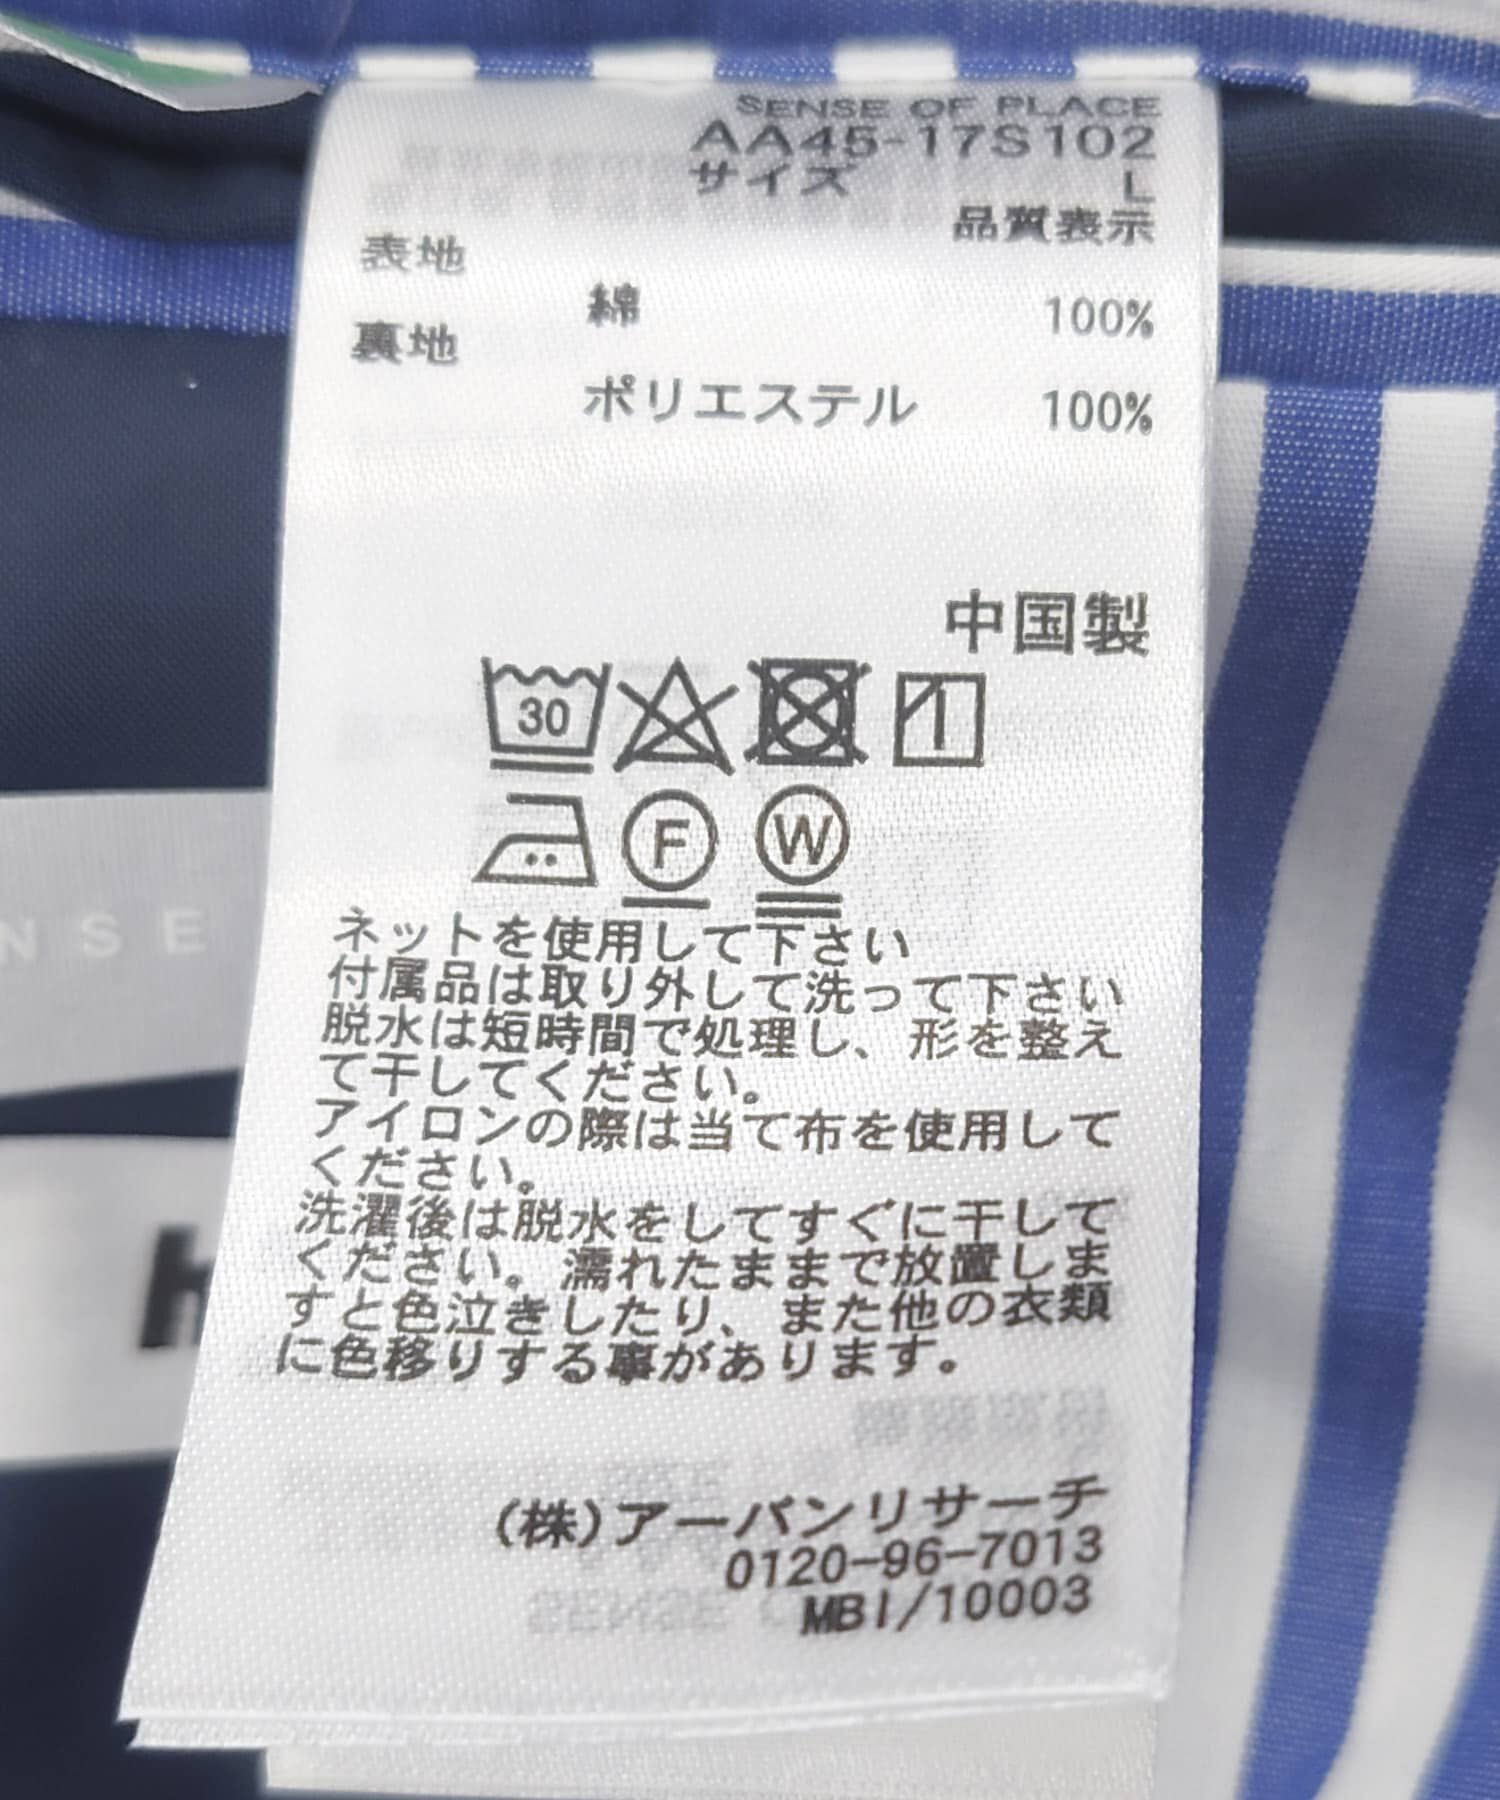 SENSE OF PLACE
AA45-17S102
サイズ L
品質表示
表地
綿 100%
裏地
ポリエステル 100%
中国製
30
F W
ネットを使用して下さい
付属品は取り外して洗って下さい
脱水は短時間で処理し、形を整え
て干してください。
アイロンの際は当て布を使用して
ください。
洗濯後は脱水をしてすぐに干して
ください。濡れたままで放置しま
すと色泣きしたり、また他の衣類
に色移りする事があります。
(株)アーバンリサーチ
0120-96-7013
MBI/10003
NSE